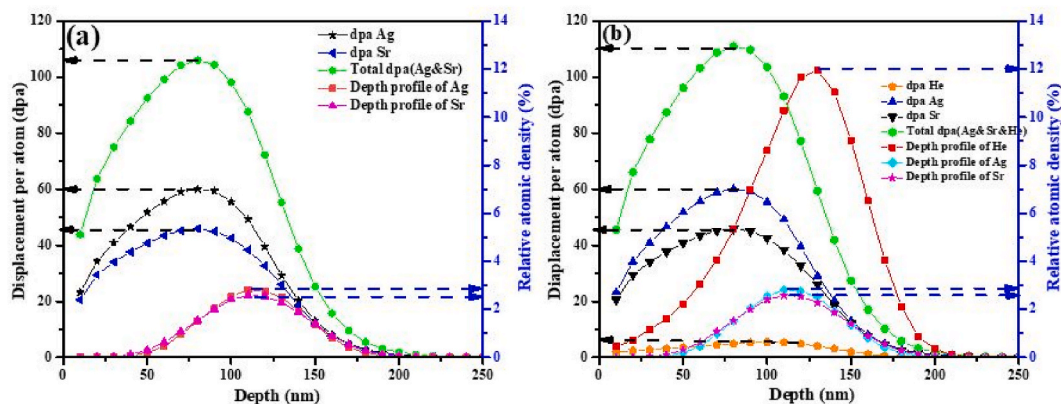 (a)
dpa Ag
dpa Sr
Total dpa(Ag&Sr)
Depth profile of Ag
Depth profile of Sr
Displacement per atom (dpa)
120
100
80
60
40
20
0
0
50
100
150
200
250
Depth (nm)
14
12
10
8
6
4
2
0
Relative atomic density (%)
(b)
dpa He
dpa Ag
dpa Sr
Total dpa(Ag&Sr&He)
Depth profile of He
Depth profile of Ag
Depth profile of Sr
Diaplacement per atom (dpa)
120
100
80
60
40
20
0
0
50
100
150
200
250
Depth (nm)
14
12
10
8
6
4
2
0
Relative atomic density (%)